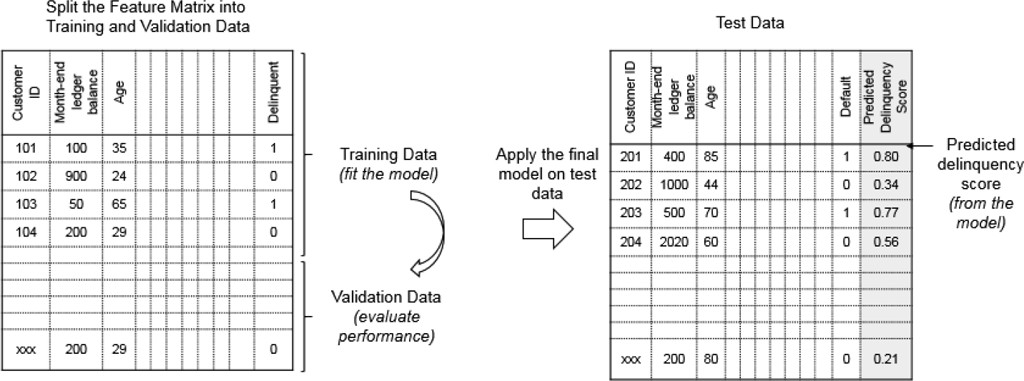 Split the Feature Matrix into
Training and Validation Data
Customer
ID
Month-end
ledger
balance
Age
Delinquent
101 100 35 1
102 900 24 0
103 50 65 1
104 200 29 0
xxx 200 29 0
Training Data
(fit the model)
Validation Data
(evaluate
performance)
Apply the final
model on test
data
Test Data
Customer ID
Month-end
ledger
balance
Age
Default
Predicted
Delinquency
Score
201 400 85 1 0.80
202 1000 44 0 0.34
203 500 70 1 0.77
204 2020 60 0 0.56
xxx 200 80 0 0.21
Predicted
delinquency
score
(from the
model)